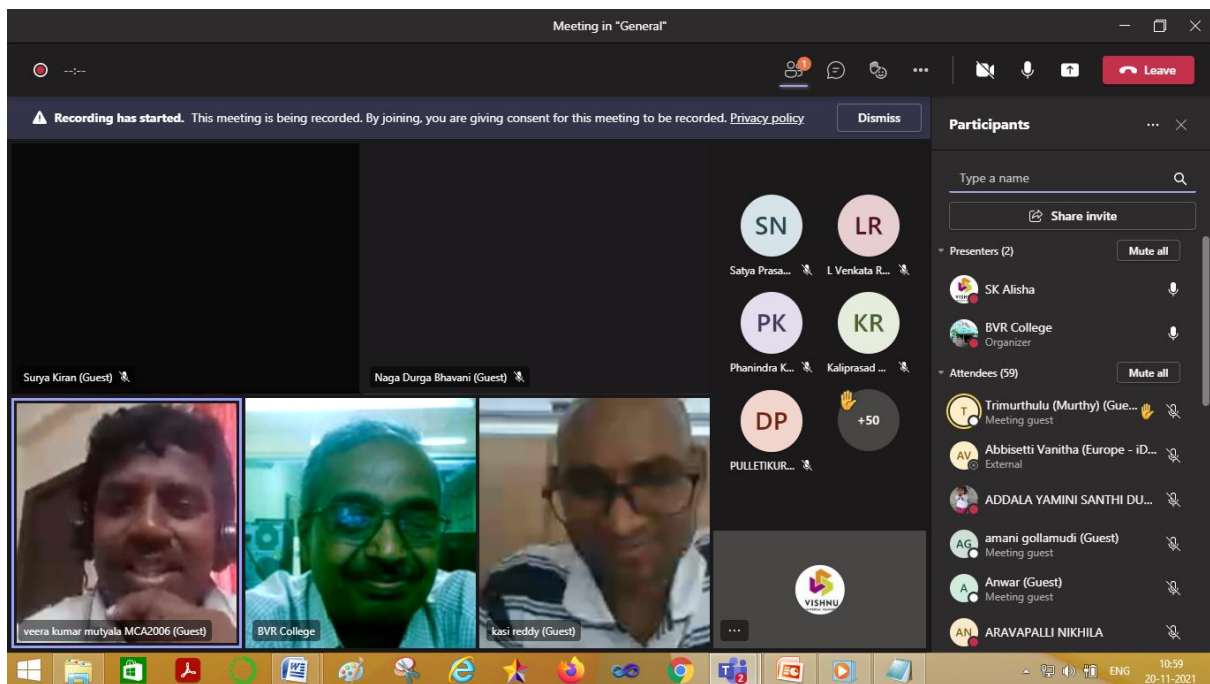 Meeting in "General"
--:--
1
Leave
Recording has started. This meeting is being recorded. By joining, you are giving consent for this meeting to be recorded. Privacy policy
Dismiss
Surya Kiran (Guest)
Naga Durga Bhavani (Guest)
SN
Satya Prasa...
LR
L Venkata R...
PK
Phanindra K...
KR
Kaliprasad ...
DP
PULLETIKUR...
+50
veera kumar mutyala MCA2006 (Guest)
BVR College
kasi reddy (Guest)
VISHNU
...
Participants
Type a name
Share invite
Presenters (2)
Mute all
SK Alisha
BVR College
Organizer
Attendees (59)
Mute all
T
Trimurthulu (Murthy) (Gue...
Meeting guest
AV
Abbisetti Vanitha (Europe - iD...
External
ADDALA YAMINI SANTHI DU...
AG
amani gollamudi (Guest)
Meeting guest
A
Anwar (Guest)
Meeting guest
AN
ARAVAPALLI NIKHILA
2
ENG
10:59
20-11-2021